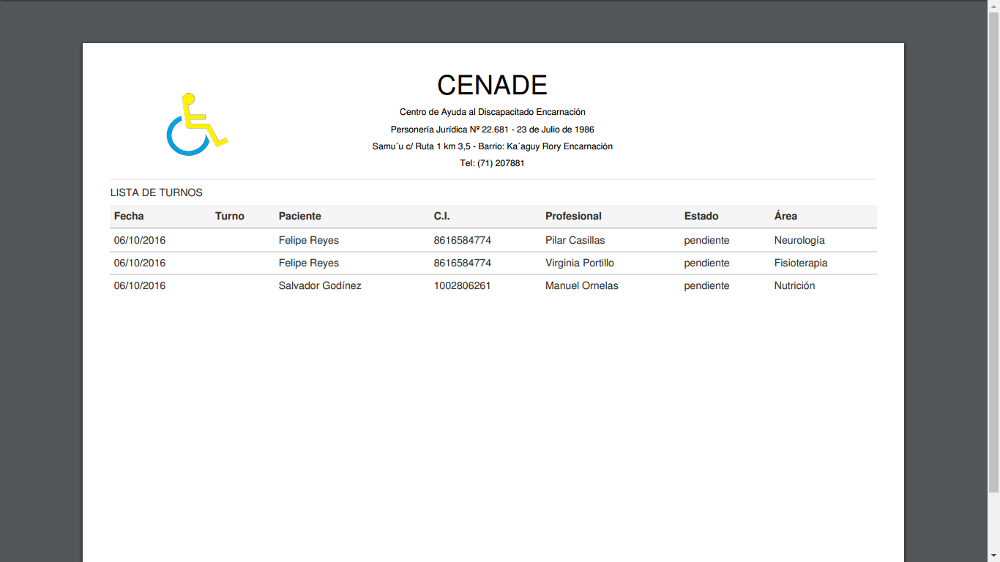 CENADE
Centro de Ayuda al Discapacitado Encarnación
Personería Jurídica Nº 22.681 - 23 de Julio de 1986
Samu´u c/ Ruta 1 km 3,5 - Barrio: Ka´aguy Rory Encarnación
Tel: (71) 207881
LISTA DE TURNOS
Fecha Turno Paciente C.I. Profesional Estado Área
06/10/2016 Felipe Reyes 8616584774 Pilar Casillas pendiente Neurología
06/10/2016 Felipe Reyes 8616584774 Virginia Portillo pendiente Fisioterapia
06/10/2016 Salvador Godínez 1002806261 Manuel Ornelas pendiente Nutrición